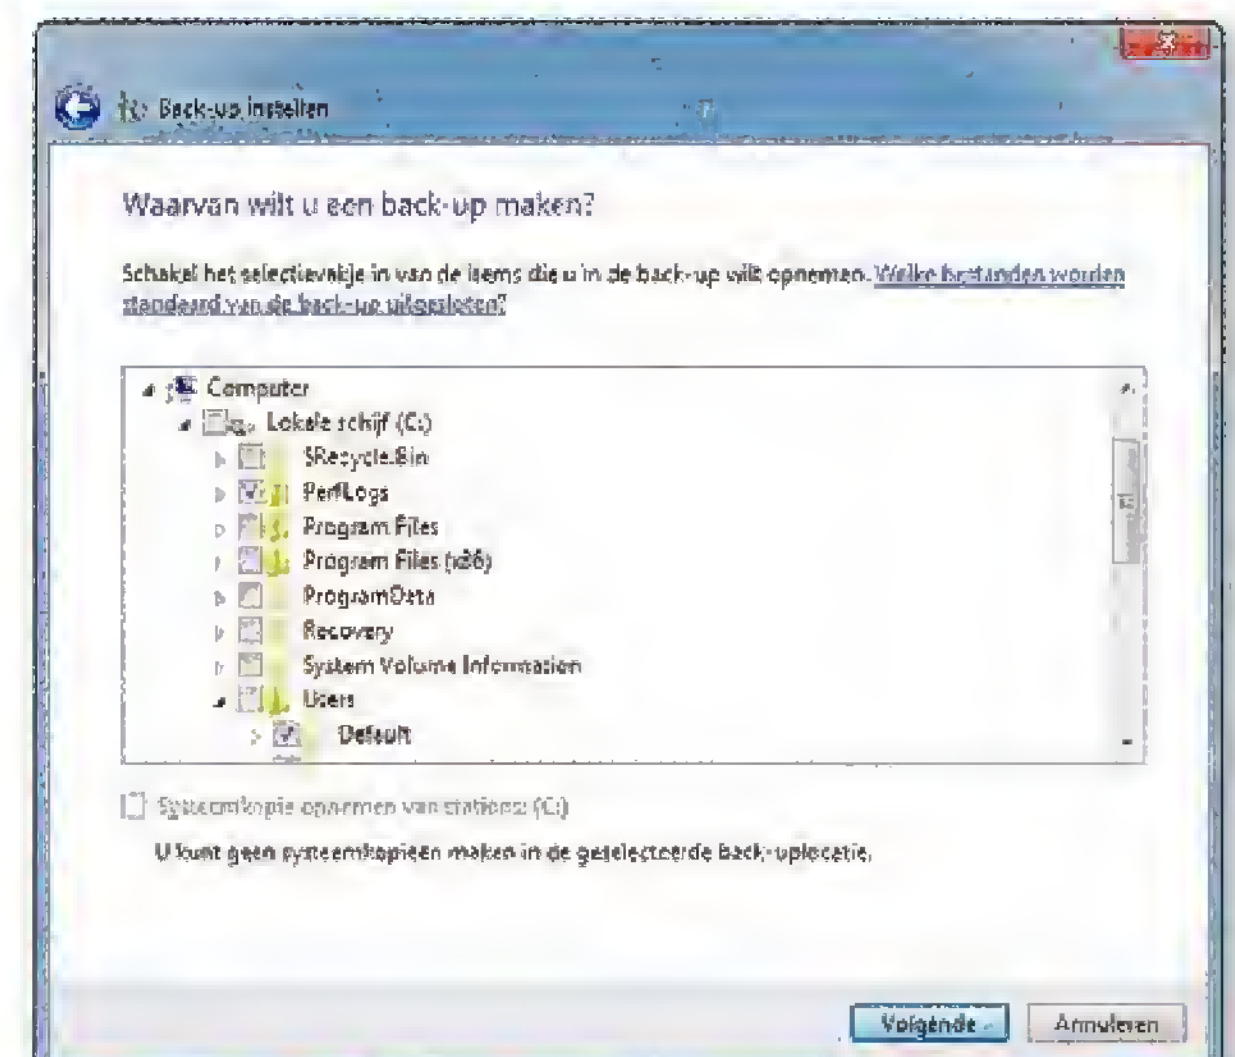 Back-up instellen
Waarvan wilt u een back-up maken?
Schakel het selectievakje in van de items die u in de back-up wilt opnemen. Welke bestanden worden
standaard van de back-up uitgesloten?
Computer
Lokale schijf (C:)
$Recycle.Bin
PerfLogs
Program Files
Program Files (x86)
ProgramData
Recovery
System Volume Information
Users
Default
Systeemkopie opnemen van stations: (C:)
U kunt geen systeemkopieën maken in de geselecteerde back-uplocatie.
Volgende
Annuleren